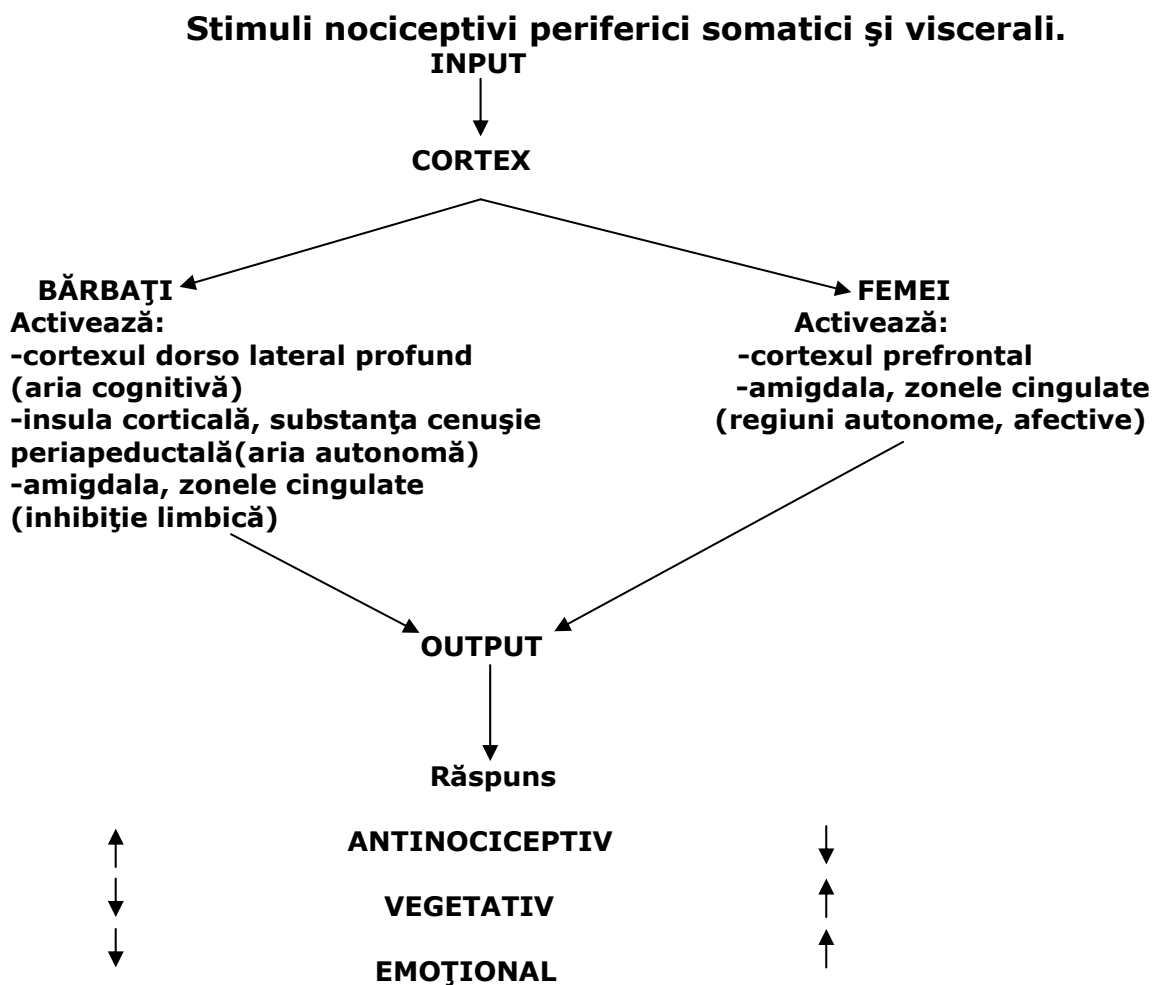 Stimuli nociceptivi periferici somatici şi viscerali.
INPUT
CORTEX
BĂRBAŢI
Activează:
-cortexul dorso lateral profund
(aria cognitivă)
-insula corticală, substanţa cenuşie
periapeductală(aria autonomă)
-amigdala, zonele cingulate
(inhibiţie limbică)
FEMEI
Activează:
-cortexul prefrontal
-amigdala, zonele cingulate
(regiuni autonome, afective)
OUTPUT
Răspuns
ANTINOCICEPTIV
VEGETATIV
EMOŢIONAL